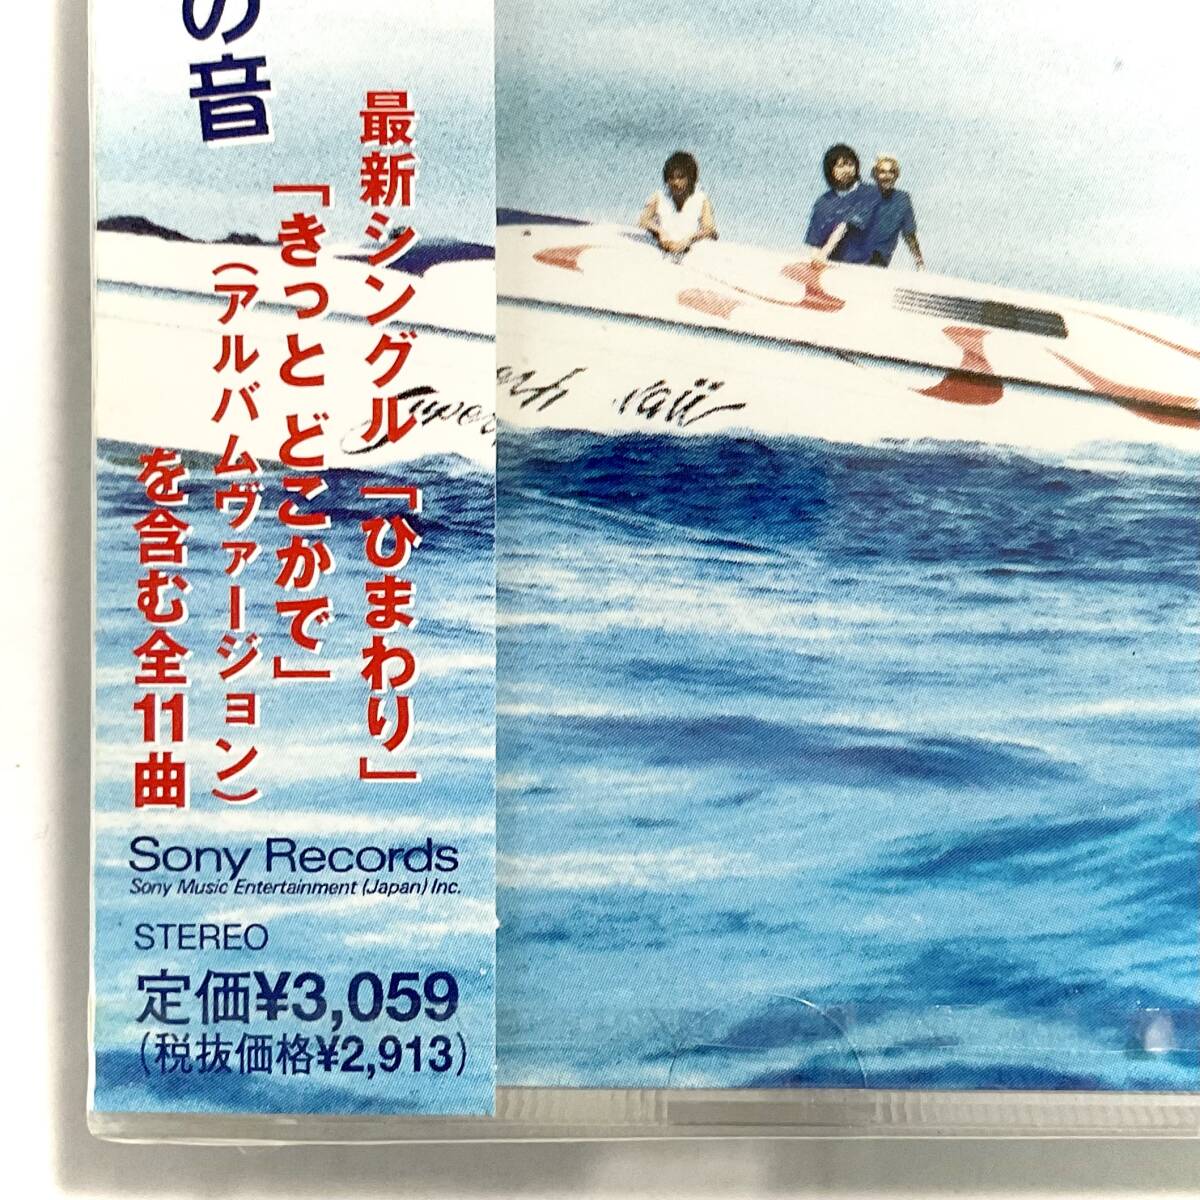 の音
最新シングル「ひまわり」
「きっと どこかで」
(アルバムヴァージョン)
を含む全11曲
Sony Records
Sony Music Entertainment (Japan) Inc.
STEREO
定価¥3,059
(税抜価格¥2,913)